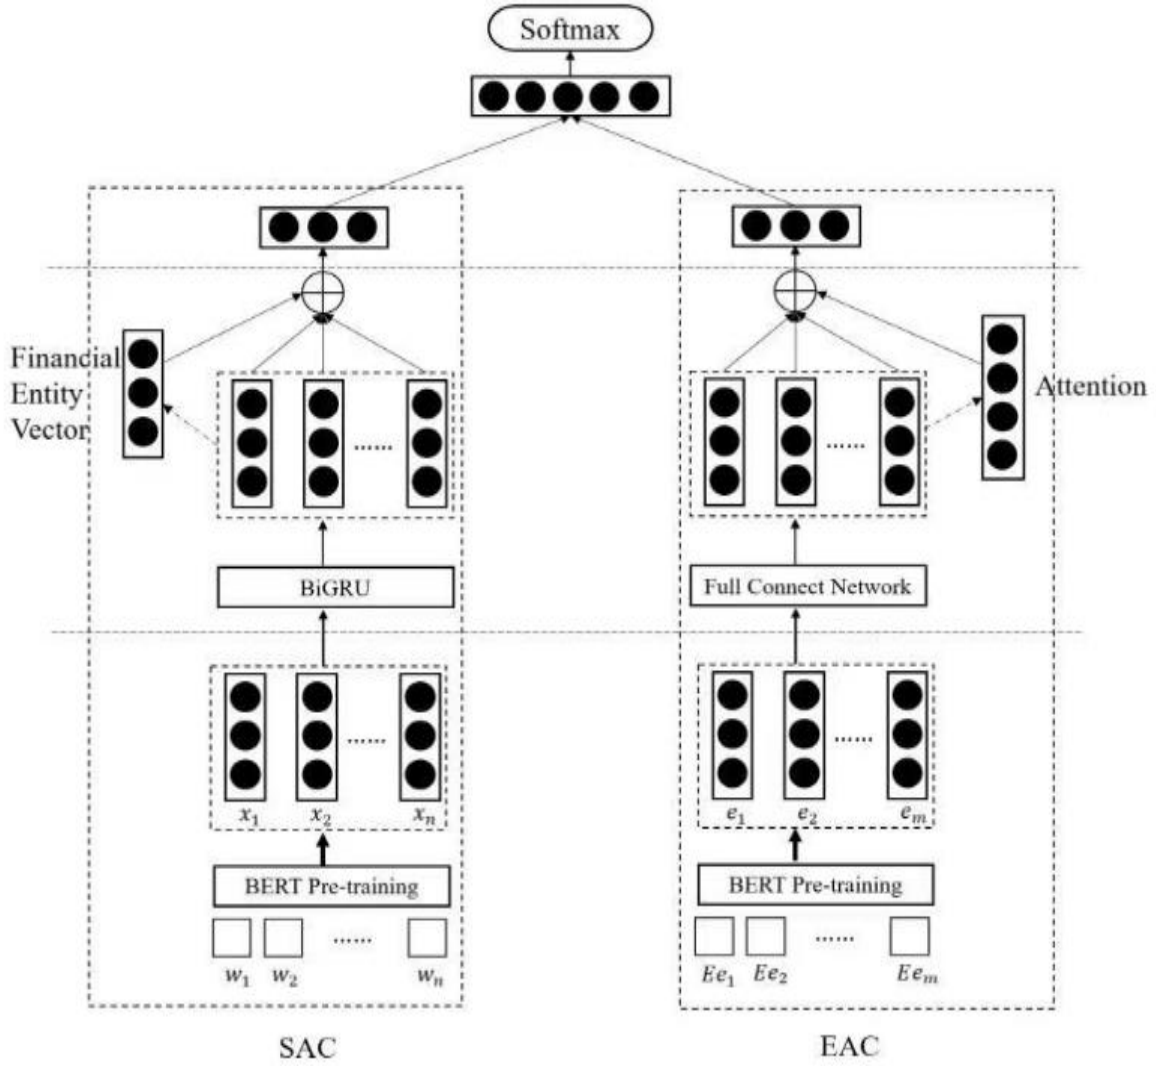 Softmax
Financial
Entity
Vector
Attention
......
......
BiGRU
Full Connect Network
......
......
x₁ x₂ xₙ
e₁ e₂ eₘ
BERT Pre-training
BERT Pre-training
......
......
w₁ w₂ wₙ
Ee₁ Ee₂ Eeₘ
SAC
EAC